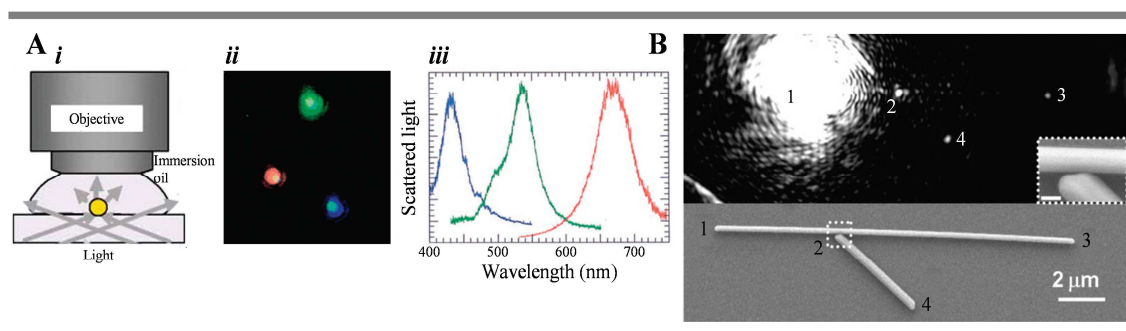 A
i
ii
iii
B
Objective
Immersion
oil
Light
Scattered light
400
500
600
700
Wavelength (nm)
1
2
3
4
1
2
3
4
2 μm